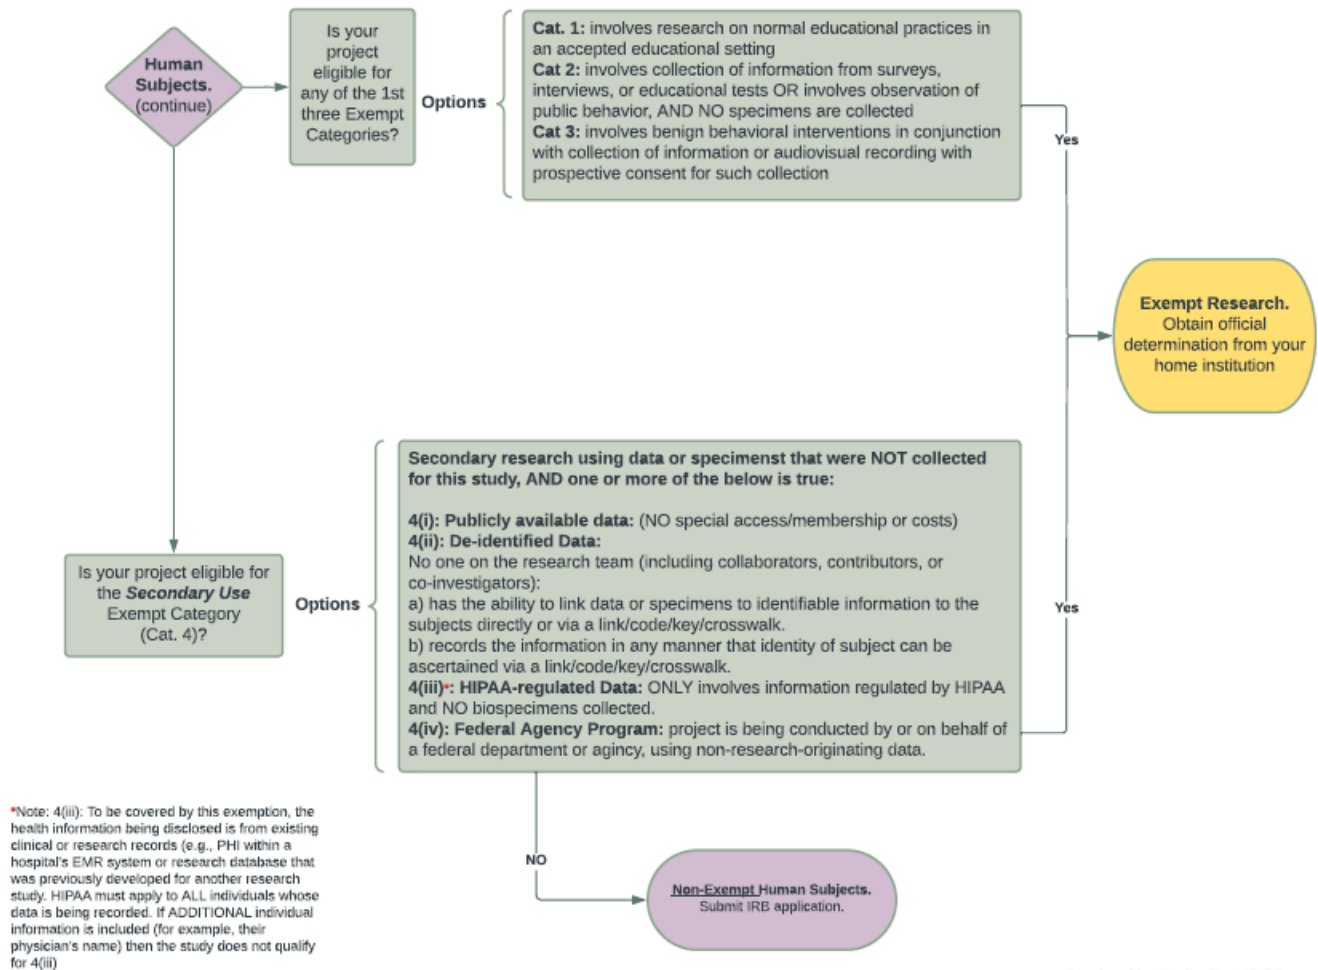 Human
Subjects.
(continue)
Is your
project
eligible for
any of the 1st
three Exempt
Categories?
Options
Cat. 1: involves research on normal educational practices in
an accepted educational setting
Cat 2: involves collection of information from surveys,
interviews, or educational tests OR involves observation of
public behavior, AND NO specimens are collected
Cat 3: involves benign behavioral interventions in conjunction
with collection of information or audiovisual recording with
prospective consent for such collection
Yes
Exempt Research.
Obtain official
determination from your
home institution
Is your project eligible for
the Secondary Use
Exempt Category
(Cat. 4)?
Options
Secondary research using data or specimenst that were NOT collected
for this study, AND one or more of the below is true:
4(i): Publicly available data: (NO special access/membership or costs)
4(ii): De-identified Data:
No one on the research team (including collaborators, contributors, or
co-investigators):
a) has the ability to link data or specimens to identifiable information to the
subjects directly or via a link/code/key/crosswalk.
b) records the information in any manner that identity of subject can be
ascertained via a link/code/key/crosswalk.
4(iii)*: HIPAA-regulated Data: ONLY involves information regulated by HIPAA
and NO biospecimens collected.
4(iv): Federal Agency Program: project is being conducted by or on behalf of
a federal department or agincy, using non-research-originating data.
Yes
NO
Non-Exempt Human Subjects.
Submit IRB application.
*Note: 4(iii): To be covered by this exemption, the
health information being disclosed is from existing
clinical or research records (e.g., PHI within a
hospital's EMR system or research database that
was previously developed for another research
study. HIPAA must apply to ALL individuals whose
data is being recorded. If ADDITIONAL individual
information is included (for example, their
physician's name) then the study does not qualify
for 4(iii)